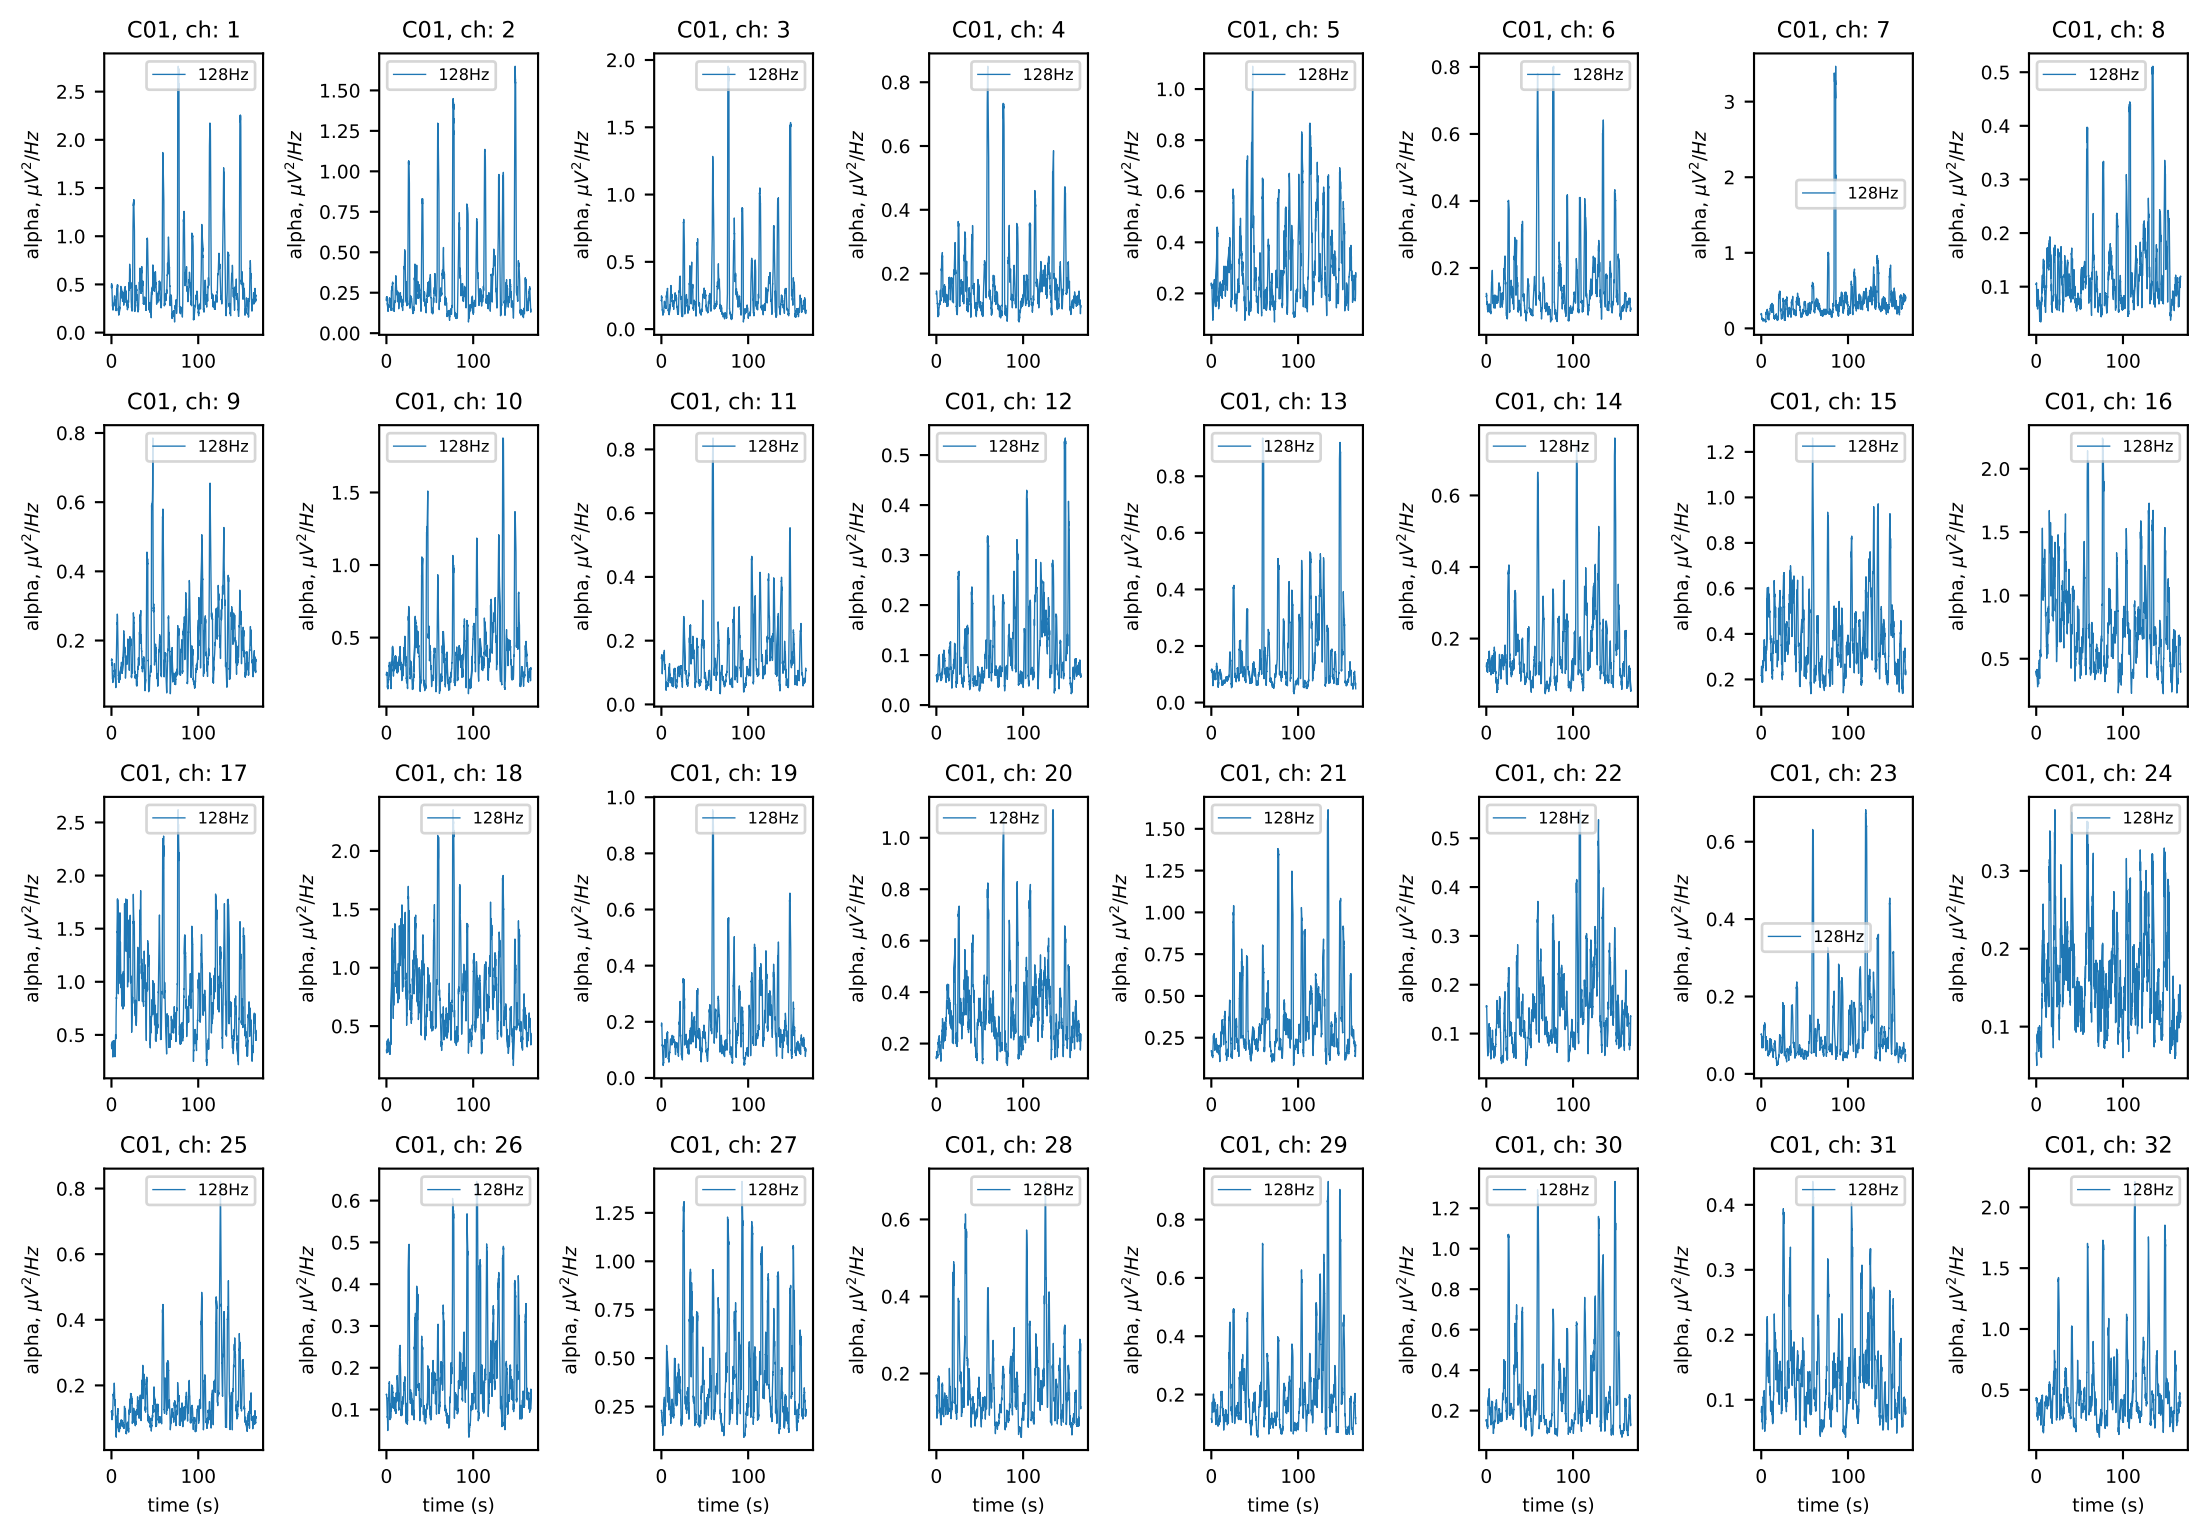 C01, ch: 1 C01, ch: 2 C01, ch: 3 C01, ch: 4 C01, ch: 5 C01, ch: 6 C01, ch: 7 C01, ch: 8
128Hz 128Hz 128Hz 128Hz 128Hz 128Hz 128Hz 128Hz
alpha, μV²/Hz
0.0 0.5 1.0 1.5 2.0 2.5
0 100
alpha, μV²/Hz
0.00 0.25 0.50 0.75 1.00 1.25 1.50
0 100
alpha, μV²/Hz
0.0 0.5 1.0 1.5 2.0
0 100
alpha, μV²/Hz
0.2 0.4 0.6 0.8
0 100
alpha, μV²/Hz
0.2 0.4 0.6 0.8 1.0
0 100
alpha, μV²/Hz
0.2 0.4 0.6 0.8
0 100
alpha, μV²/Hz
0 1 2 3
0 100
alpha, μV²/Hz
0.1 0.2 0.3 0.4 0.5
0 100
C01, ch: 9 C01, ch: 10 C01, ch: 11 C01, ch: 12 C01, ch: 13 C01, ch: 14 C01, ch: 15 C01, ch: 16
128Hz 128Hz 128Hz 128Hz 128Hz 128Hz 128Hz 128Hz
alpha, μV²/Hz
0.2 0.4 0.6 0.8
0 100
alpha, μV²/Hz
0.5 1.0 1.5
0 100
alpha, μV²/Hz
0.0 0.2 0.4 0.6 0.8
0 100
alpha, μV²/Hz
0.0 0.1 0.2 0.3 0.4 0.5
0 100
alpha, μV²/Hz
0.0 0.2 0.4 0.6 0.8
0 100
alpha, μV²/Hz
0.2 0.4 0.6
0 100
alpha, μV²/Hz
0.2 0.4 0.6 0.8 1.0 1.2
0 100
alpha, μV²/Hz
0.5 1.0 1.5 2.0
0 100
C01, ch: 17 C01, ch: 18 C01, ch: 19 C01, ch: 20 C01, ch: 21 C01, ch: 22 C01, ch: 23 C01, ch: 24
128Hz 128Hz 128Hz 128Hz 128Hz 128Hz 128Hz 128Hz
alpha, μV²/Hz
0.5 1.0 1.5 2.0 2.5
0 100
alpha, μV²/Hz
0.5 1.0 1.5 2.0
0 100
alpha, μV²/Hz
0.0 0.2 0.4 0.6 0.8 1.0
0 100
alpha, μV²/Hz
0.2 0.4 0.6 0.8 1.0
0 100
alpha, μV²/Hz
0.25 0.50 0.75 1.00 1.25 1.50
0 100
alpha, μV²/Hz
0.1 0.2 0.3 0.4 0.5
0 100
alpha, μV²/Hz
0.0 0.2 0.4 0.6
0 100
alpha, μV²/Hz
0.1 0.2 0.3
0 100
C01, ch: 25 C01, ch: 26 C01, ch: 27 C01, ch: 28 C01, ch: 29 C01, ch: 30 C01, ch: 31 C01, ch: 32
128Hz 128Hz 128Hz 128Hz 128Hz 128Hz 128Hz 128Hz
alpha, μV²/Hz
0.2 0.4 0.6 0.8
0 100
alpha, μV²/Hz
0.1 0.2 0.3 0.4 0.5 0.6
0 100
alpha, μV²/Hz
0.25 0.50 0.75 1.00 1.25
0 100
alpha, μV²/Hz
0.2 0.4 0.6
0 100
alpha, μV²/Hz
0.2 0.4 0.6 0.8
0 100
alpha, μV²/Hz
0.2 0.4 0.6 0.8 1.0 1.2
0 100
alpha, μV²/Hz
0.1 0.2 0.3 0.4
0 100
alpha, μV²/Hz
0.5 1.0 1.5 2.0
0 100
time (s) time (s) time (s) time (s) time (s) time (s) time (s) time (s)